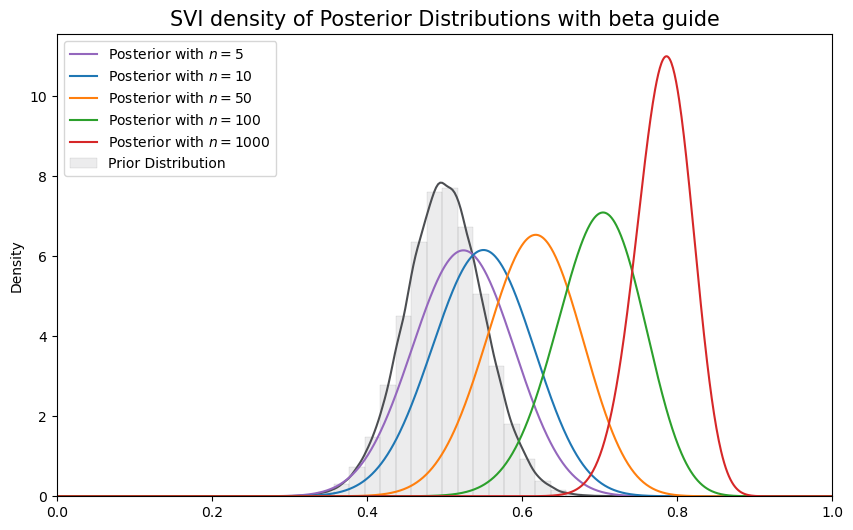 SVI density of Posterior Distributions with beta guide
Posterior with n = 5
Posterior with n = 10
Posterior with n = 50
Posterior with n = 100
Posterior with n = 1000
Prior Distribution
Density
10
8
6
4
2
0
0.0 0.2 0.4 0.6 0.8 1.0